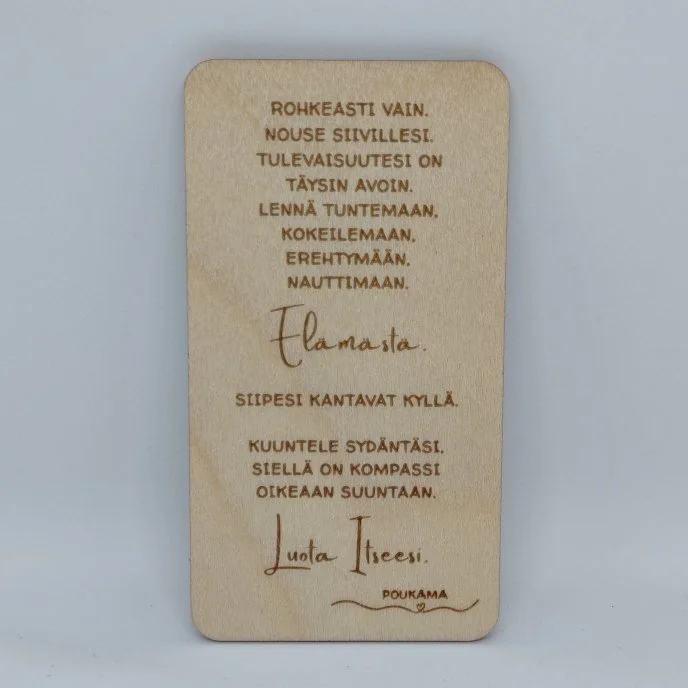 ROHKEASTI VAIN.
NOUSE SIIVILLESI.
TULEVAISUUTESI ON
TÄYSIN AVOIN.
LENNÄ TUNTEMAAN,
KOKEILEMAAN,
EREHTYMÄÄN,
NAUTTIMAAN.
Elämästä.
SIIPESI KANTAVAT KYLLÄ.
KUUNTELE SYDÄNTÄSI,
SIELLÄ ON KOMPASSI
OIKEAAN SUUNTAAN.
Luota Itseesi.
POUKAMA